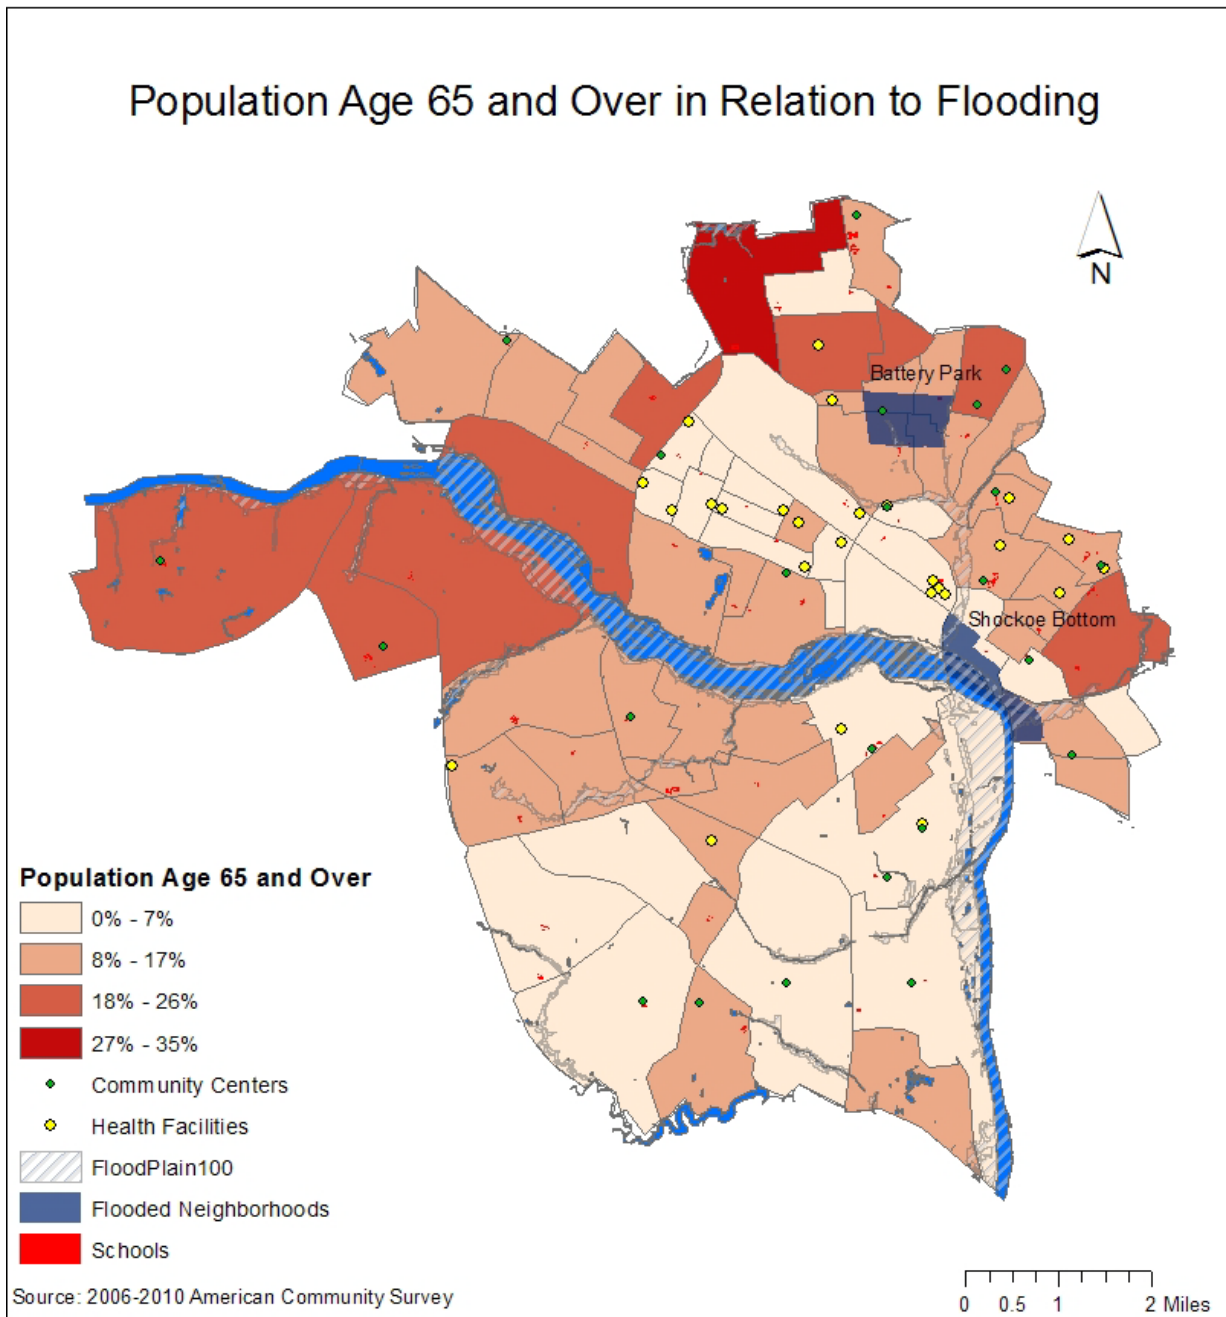 Population Age 65 and Over in Relation to Flooding
N
Battery Park
Shockoe Bottom
Population Age 65 and Over
0% - 7%
8% - 17%
18% - 26%
27% - 35%
Community Centers
Health Facilities
FloodPlain100
Flooded Neighborhoods
Schools
Source: 2006-2010 American Community Survey
0 0.5 1 2 Miles